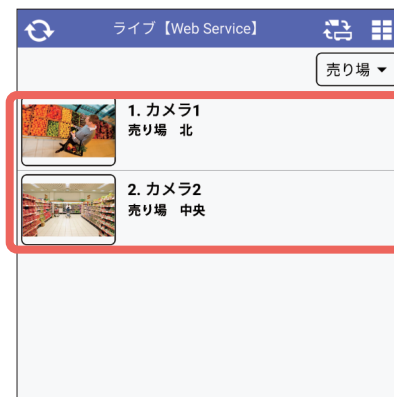 ライブ【Web Service】
売り場
1. カメラ1
売り場　北
2. カメラ2
売り場　中央